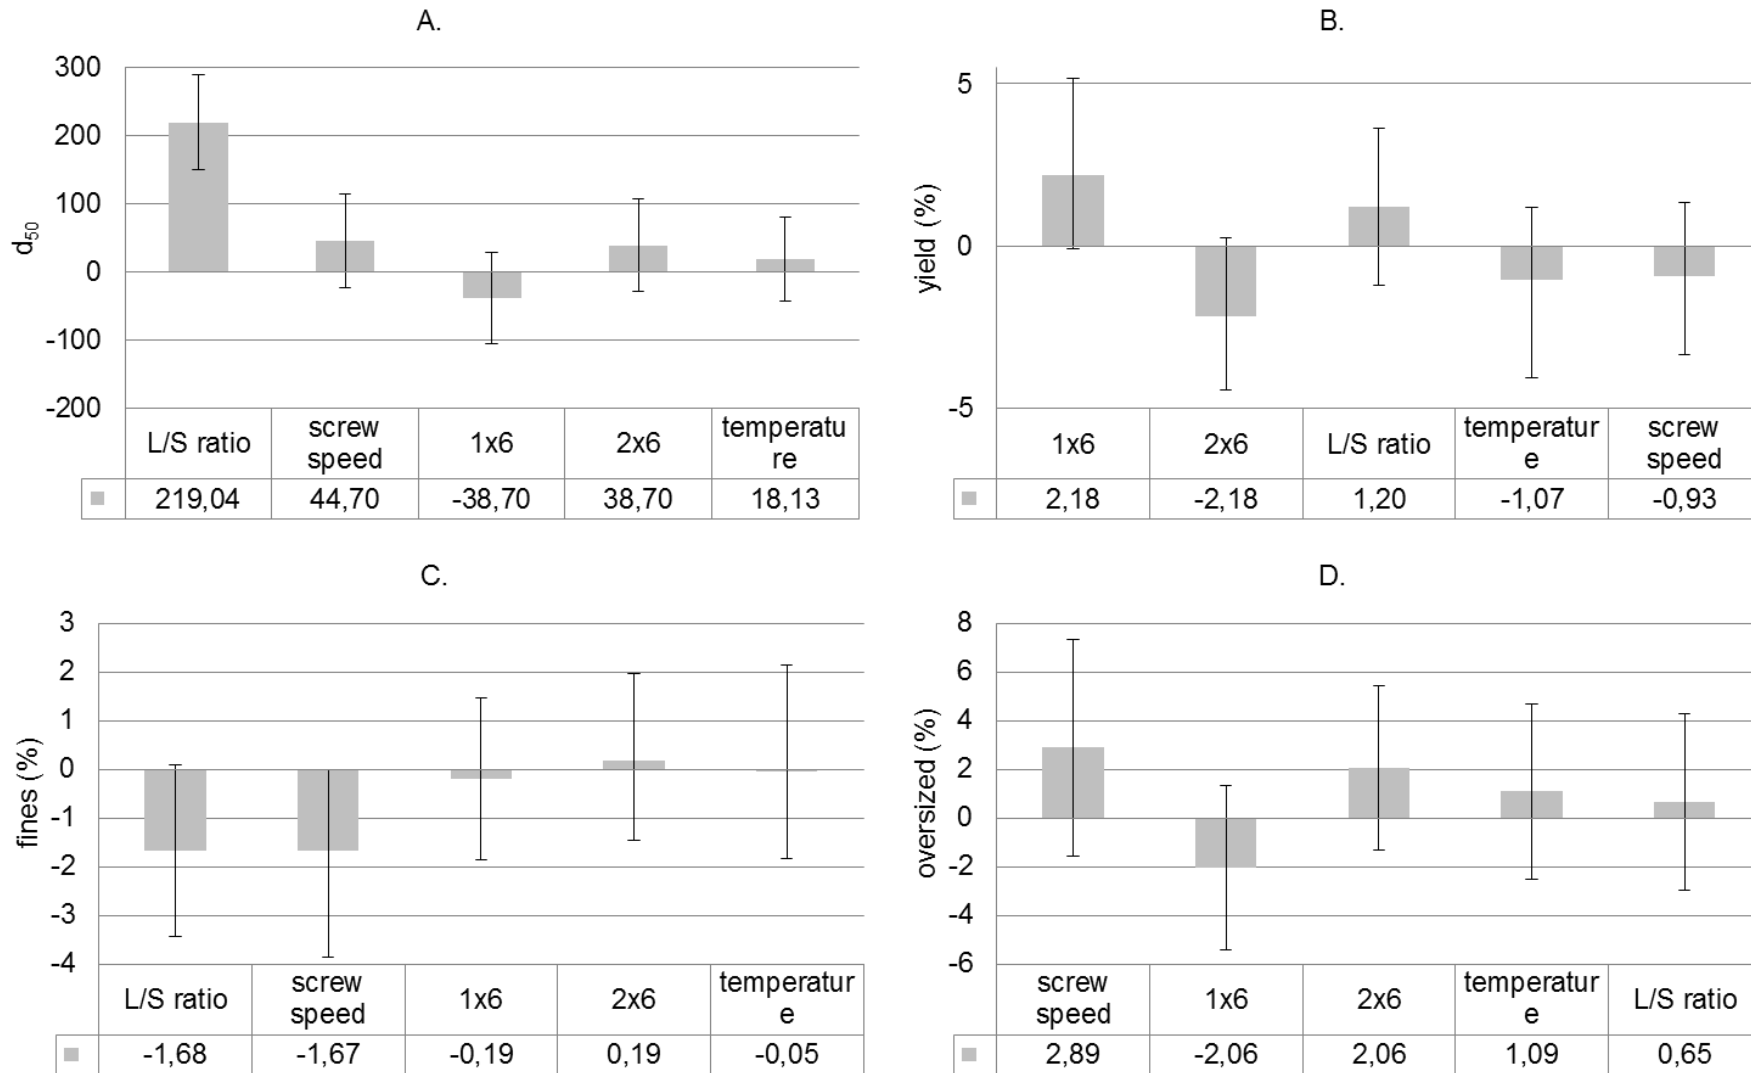 A.
300
200
100
0
-100
-200
d50
L/S ratio
screw
speed
1x6
2x6
temperatu
re
219,04
44,70
-38,70
38,70
18,13
B.
5
0
-5
yield (%)
1x6
2x6
L/S ratio
temperatur
e
screw
speed
2,18
-2,18
1,20
-1,07
-0,93
C.
3
2
1
0
-1
-2
-3
-4
fines (%)
L/S ratio
screw
speed
1x6
2x6
temperatur
e
-1,68
-1,67
-0,19
0,19
-0,05
D.
8
6
4
2
0
-2
-4
-6
oversized (%)
screw
speed
1x6
2x6
temperatur
e
L/S ratio
2,89
-2,06
2,06
1,09
0,65